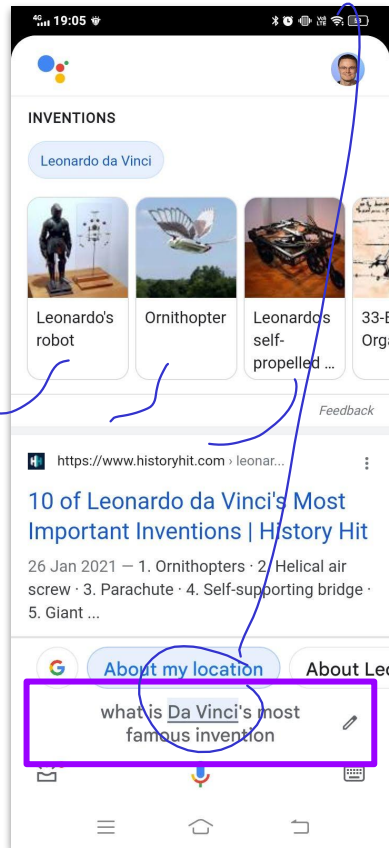 4G 19:05
INVENTIONS
Leonardo da Vinci
Leonardo's
robot
Ornithopter
Leonardo's
self-
propelled ...
33-B
Orga
Feedback
https://www.historyhit.com › leonar...
10 of Leonardo da Vinci's Most
Important Inventions | History Hit
26 Jan 2021 — 1. Ornithopters · 2. Helical air
screw · 3. Parachute · 4. Self-supporting bridge ·
5. Giant ...
About my location
About Leo
what is Da Vinci's most
famous invention